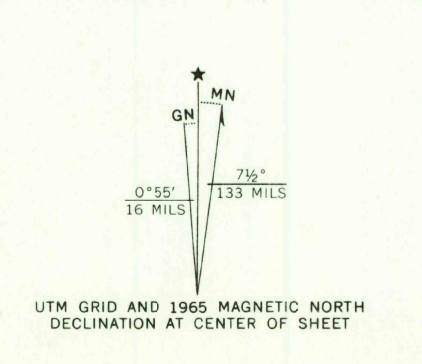 ★
MN
GN
7½°
133 MILS
0°55′
16 MILS
UTM GRID AND 1965 MAGNETIC NORTH
DECLINATION AT CENTER OF SHEET